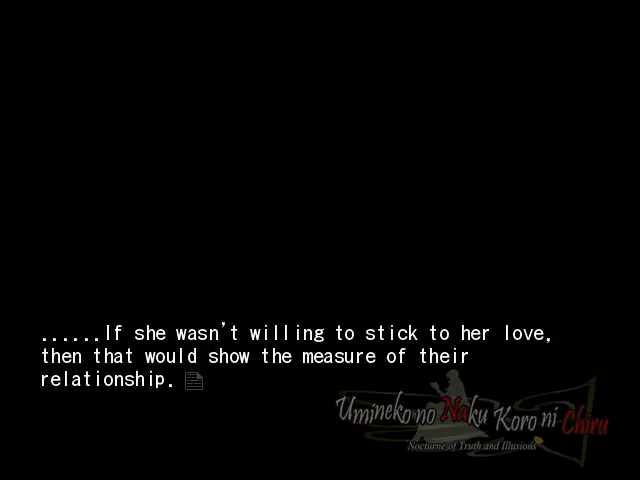 ......If she wasn't willing to stick to her love,
then that would show the measure of their
relationship.
Umineko no Naku Koro ni Chiru
Nocturne of Truth and Illusions